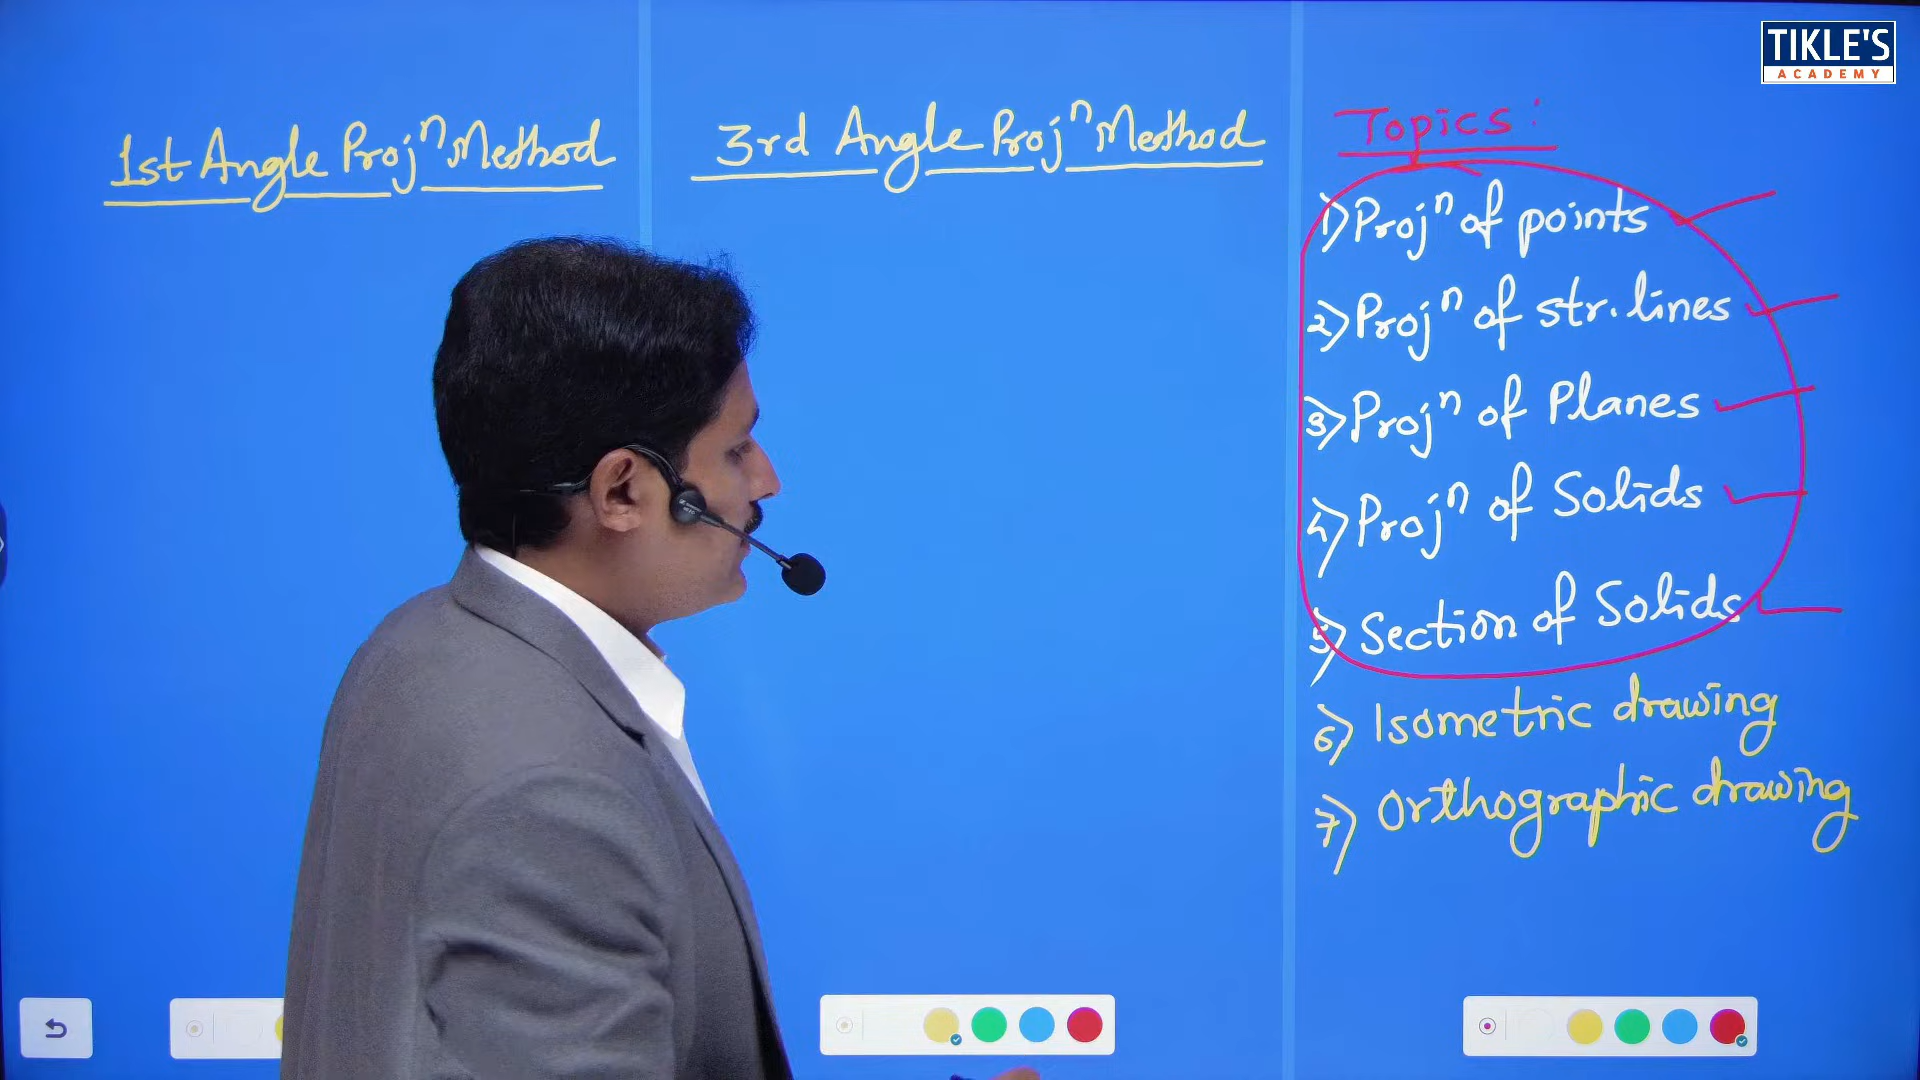 TIKLE'S
ACADEMY
1st Angle Projⁿ Method
3rd Angle Projⁿ Method
Topics:
1) Projⁿ of points
2) Projⁿ of str. lines
3) Projⁿ of Planes
4) Projⁿ of Solids
5) Section of Solids
6) Isometric drawing
7) Orthographic drawing